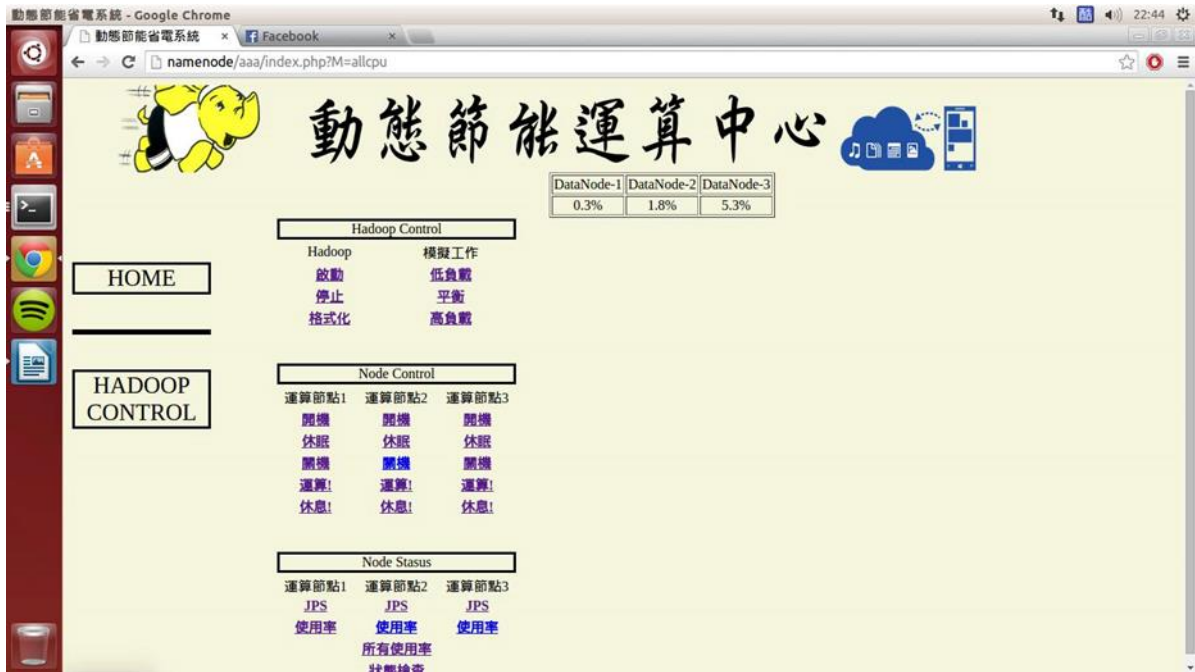 動態節能省電系統 - Google Chrome
酷
22:44
動態節能省電系統 ×
Facebook ×
namenode/aaa/index.php?M=allcpu
動態節能運算中心
DataNode-1 DataNode-2 DataNode-3
0.3% 1.8% 5.3%
Hadoop Control
Hadoop 模擬工作
啟動 低負載
停止 平衡
格式化 高負載
HOME
HADOOP
CONTROL
Node Control
運算節點1 運算節點2 運算節點3
開機 開機 開機
休眠 休眠 休眠
關機 關機 關機
運算! 運算! 運算!
休息! 休息! 休息!
Node Stasus
運算節點1 運算節點2 運算節點3
JPS JPS JPS
使用率 使用率 使用率
所有使用率
狀態檢查